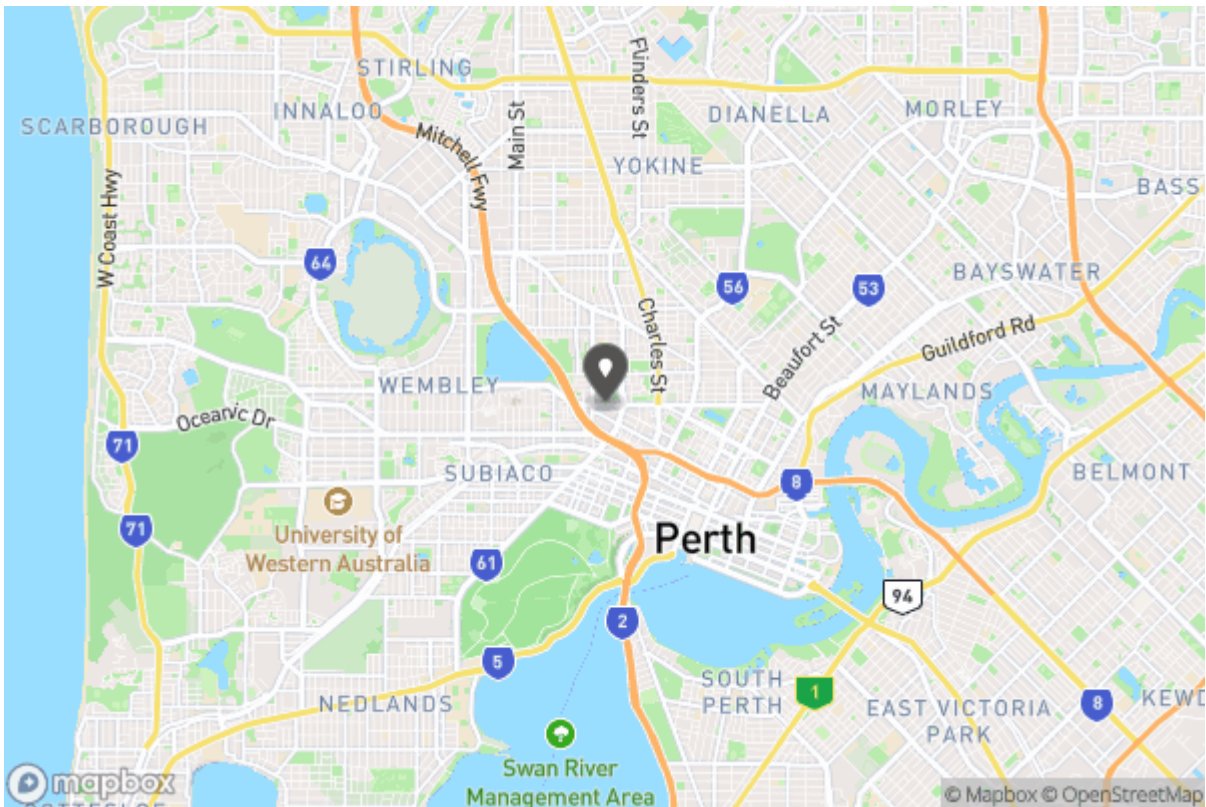 STIRLING
INNALOO
SCARBOROUGH
Main St
Flinders St
DIANELLA
MORLEY
Mitchell Fwy
YOKINE
BASS
W Coast Hwy
64
56
53
BAYSWATER
Charles St
Beaufort St
Guildford Rd
WEMBLEY
MAYLANDS
Oceanic Dr
71
SUBIACO
8
BELMONT
University of
Western Australia
71
Perth
61
94
2
5
NEDLANDS
SOUTH
PERTH
1
EAST VICTORIA
PARK
8
KEWD
Swan River
Management Area
mapbox
© Mapbox © OpenStreetMap